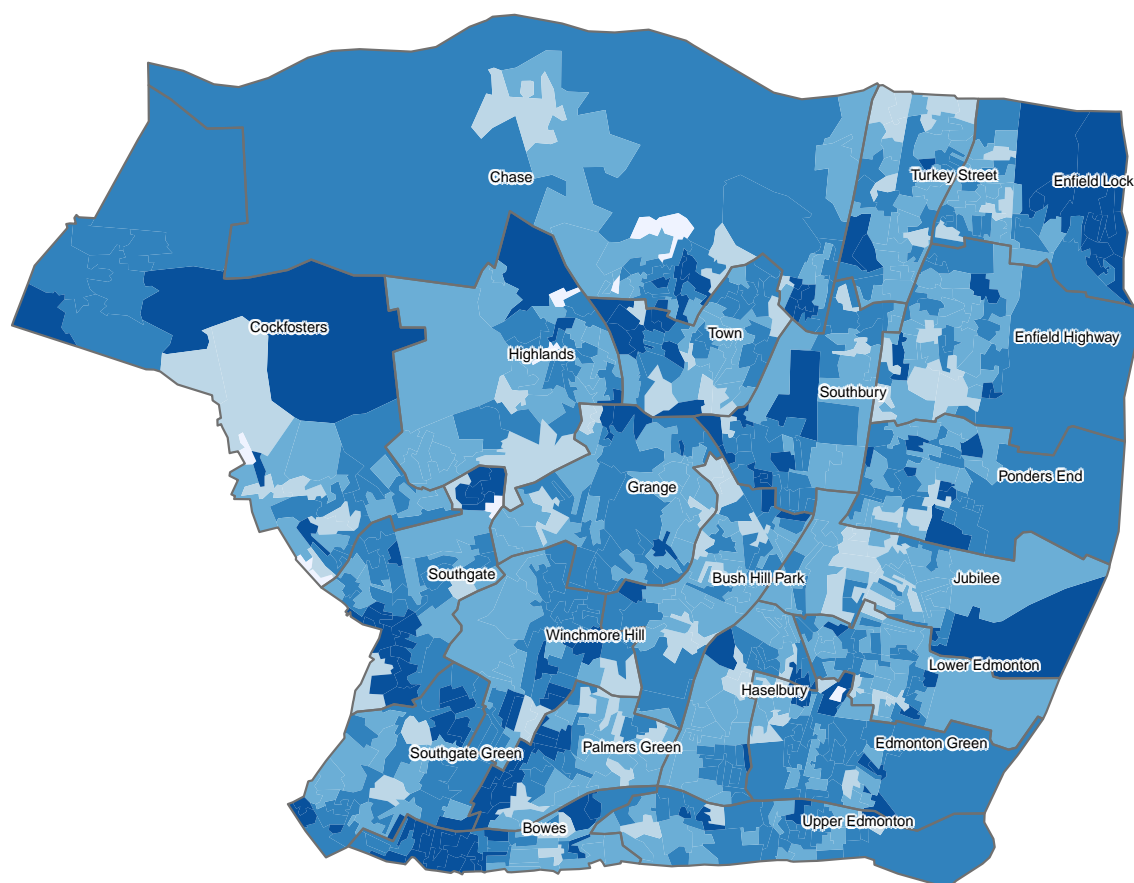 Chase
Turkey Street
Enfield Lock
Cockfosters
Highlands
Town
Enfield Highway
Southbury
Grange
Ponders End
Southgate
Bush Hill Park
Jubilee
Winchmore Hill
Lower Edmonton
Haselbury
Southgate Green
Palmers Green
Edmonton Green
Bowes
Upper Edmonton